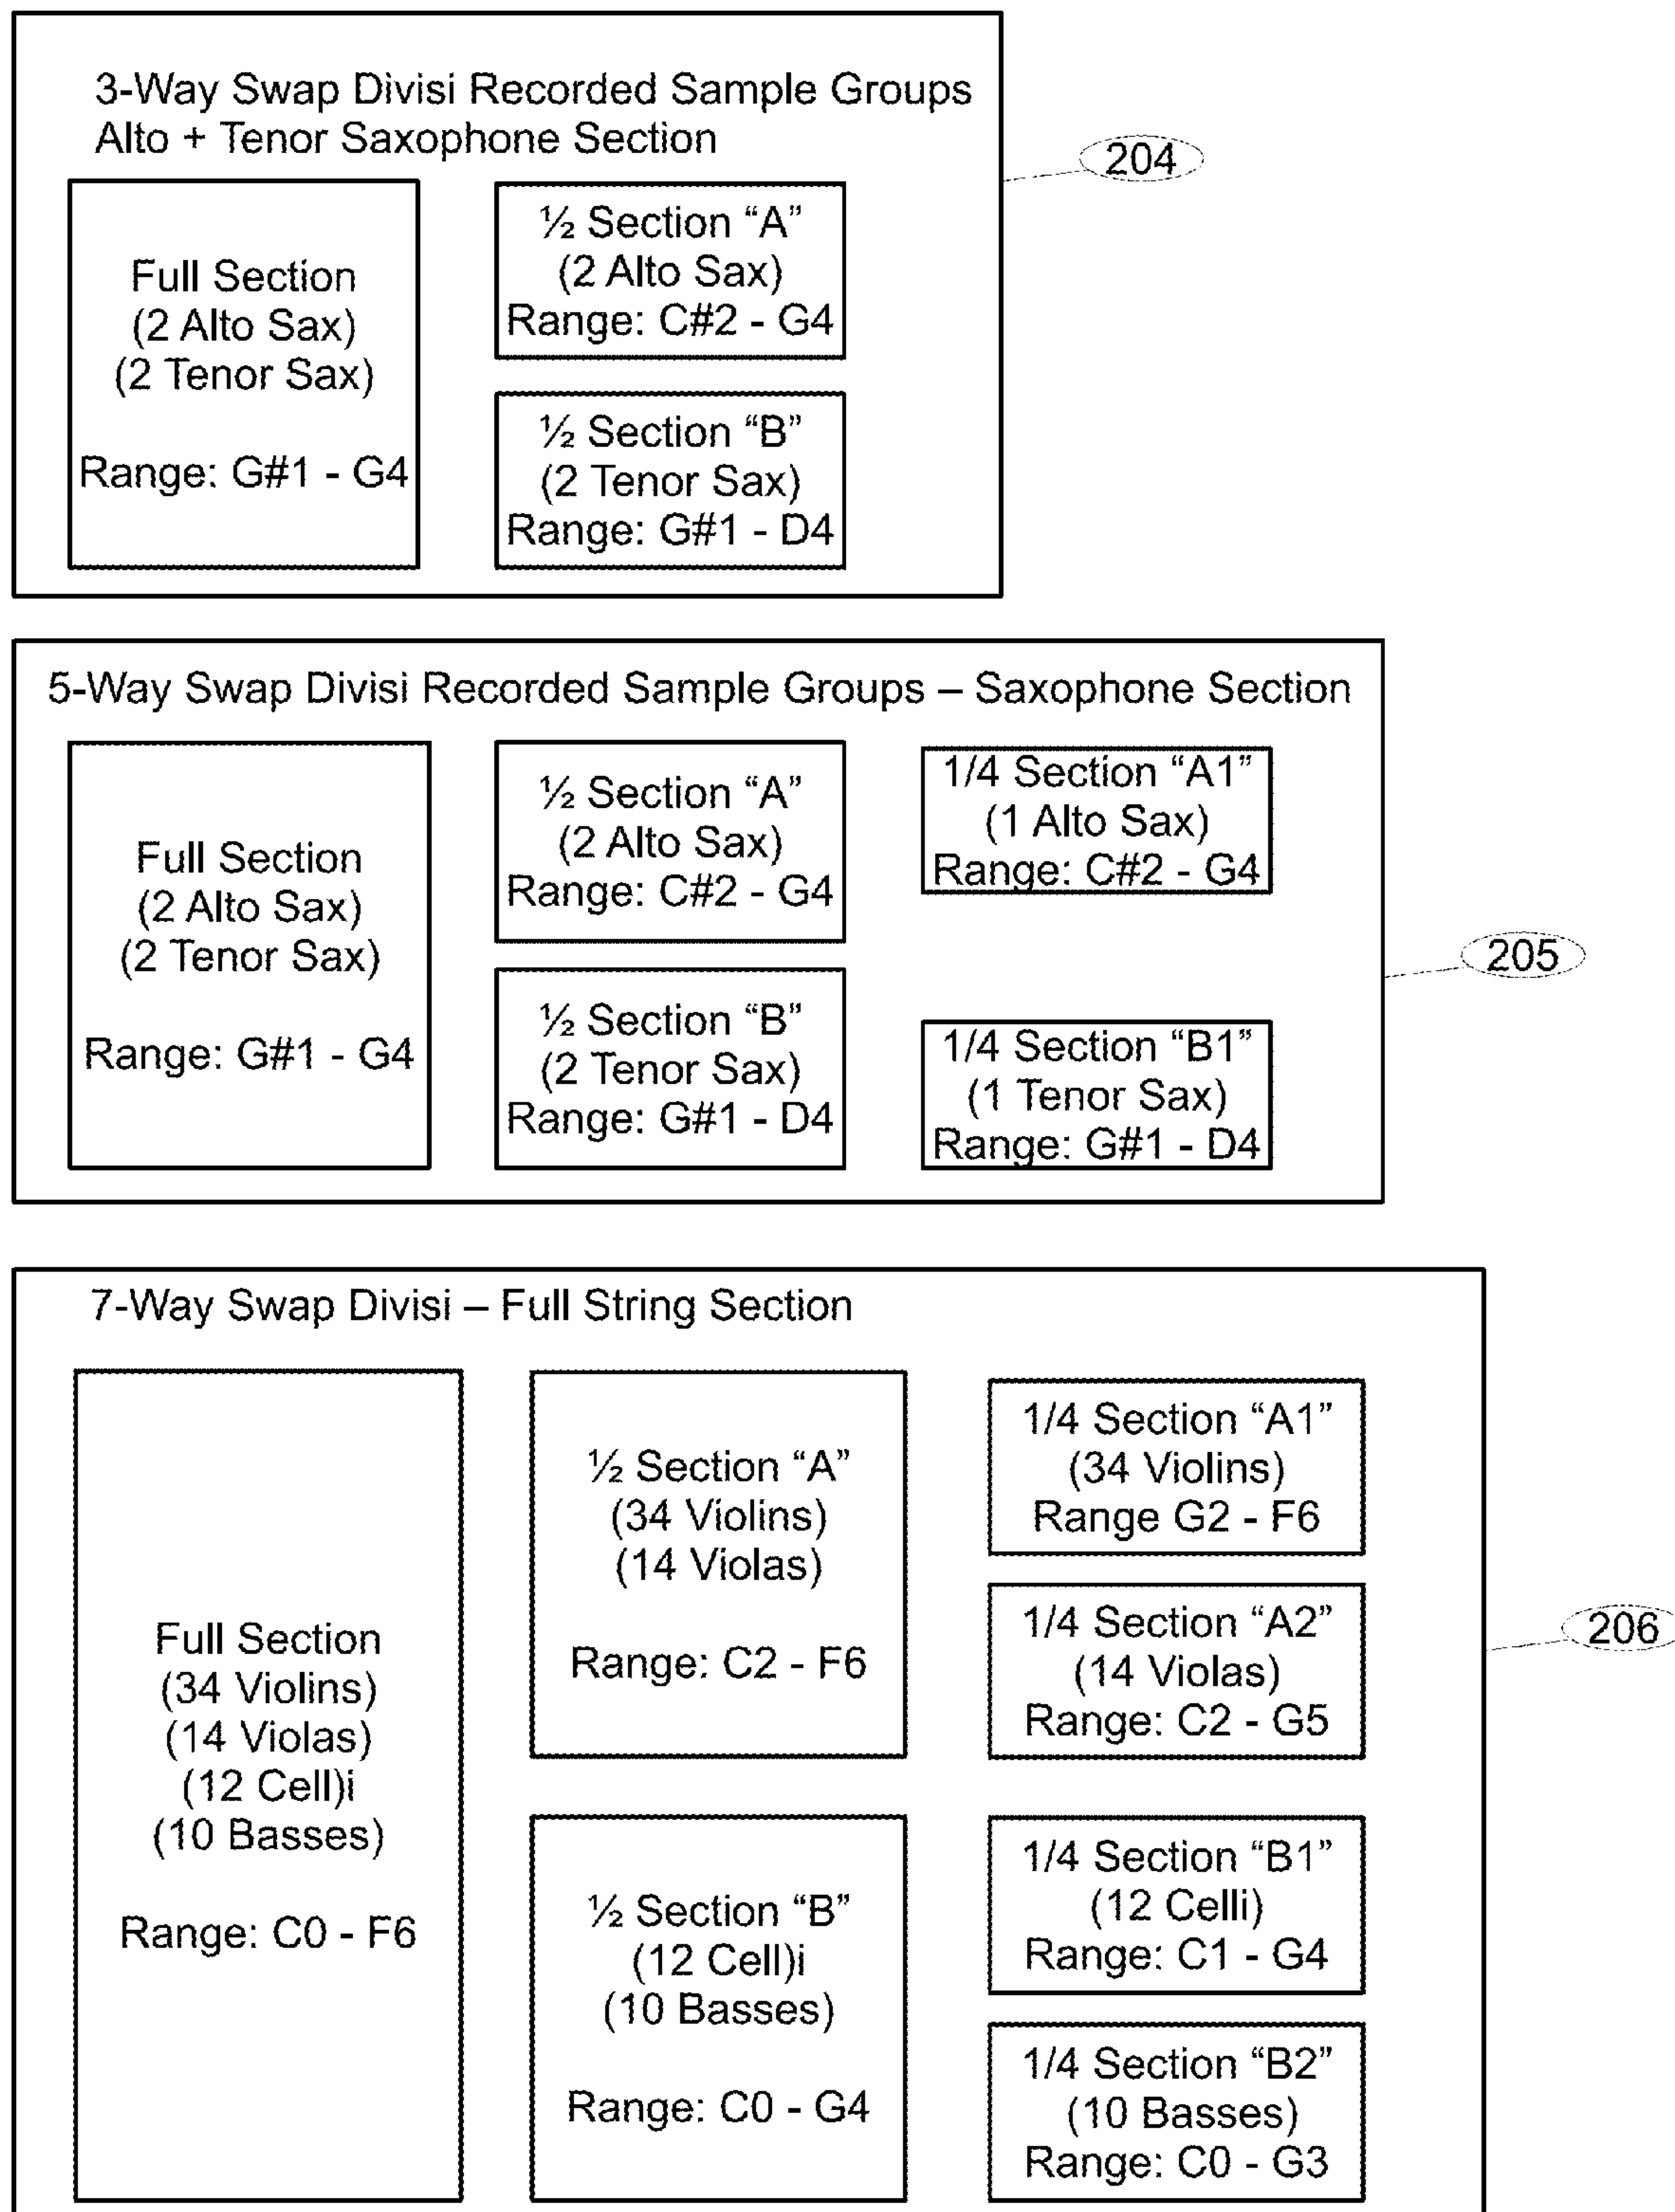 3-Way Swap Divisi Recorded Sample Groups
Alto + Tenor Saxophone Section
Full Section
(2 Alto Sax)
(2 Tenor Sax)
Range: G#1 - G4
½ Section “A”
(2 Alto Sax)
Range: C#2 - G4
½ Section “B”
(2 Tenor Sax)
Range: G#1 - D4
204
5-Way Swap Divisi Recorded Sample Groups – Saxophone Section
Full Section
(2 Alto Sax)
(2 Tenor Sax)
Range: G#1 - G4
½ Section “A”
(2 Alto Sax)
Range: C#2 - G4
½ Section “B”
(2 Tenor Sax)
Range: G#1 - D4
1/4 Section “A1”
(1 Alto Sax)
Range: C#2 - G4
1/4 Section “B1”
(1 Tenor Sax)
Range: G#1 - D4
205
7-Way Swap Divisi – Full String Section
Full Section
(34 Violins)
(14 Violas)
(12 Cell)i
(10 Basses)
Range: C0 - F6
½ Section “A”
(34 Violins)
(14 Violas)
Range: C2 - F6
½ Section “B”
(12 Cell)i
(10 Basses)
Range: C0 - G4
1/4 Section “A1”
(34 Violins)
Range G2 - F6
1/4 Section “A2”
(14 Violas)
Range: C2 - G5
1/4 Section “B1”
(12 Celli)
Range: C1 - G4
1/4 Section “B2”
(10 Basses)
Range: C0 - G3
206